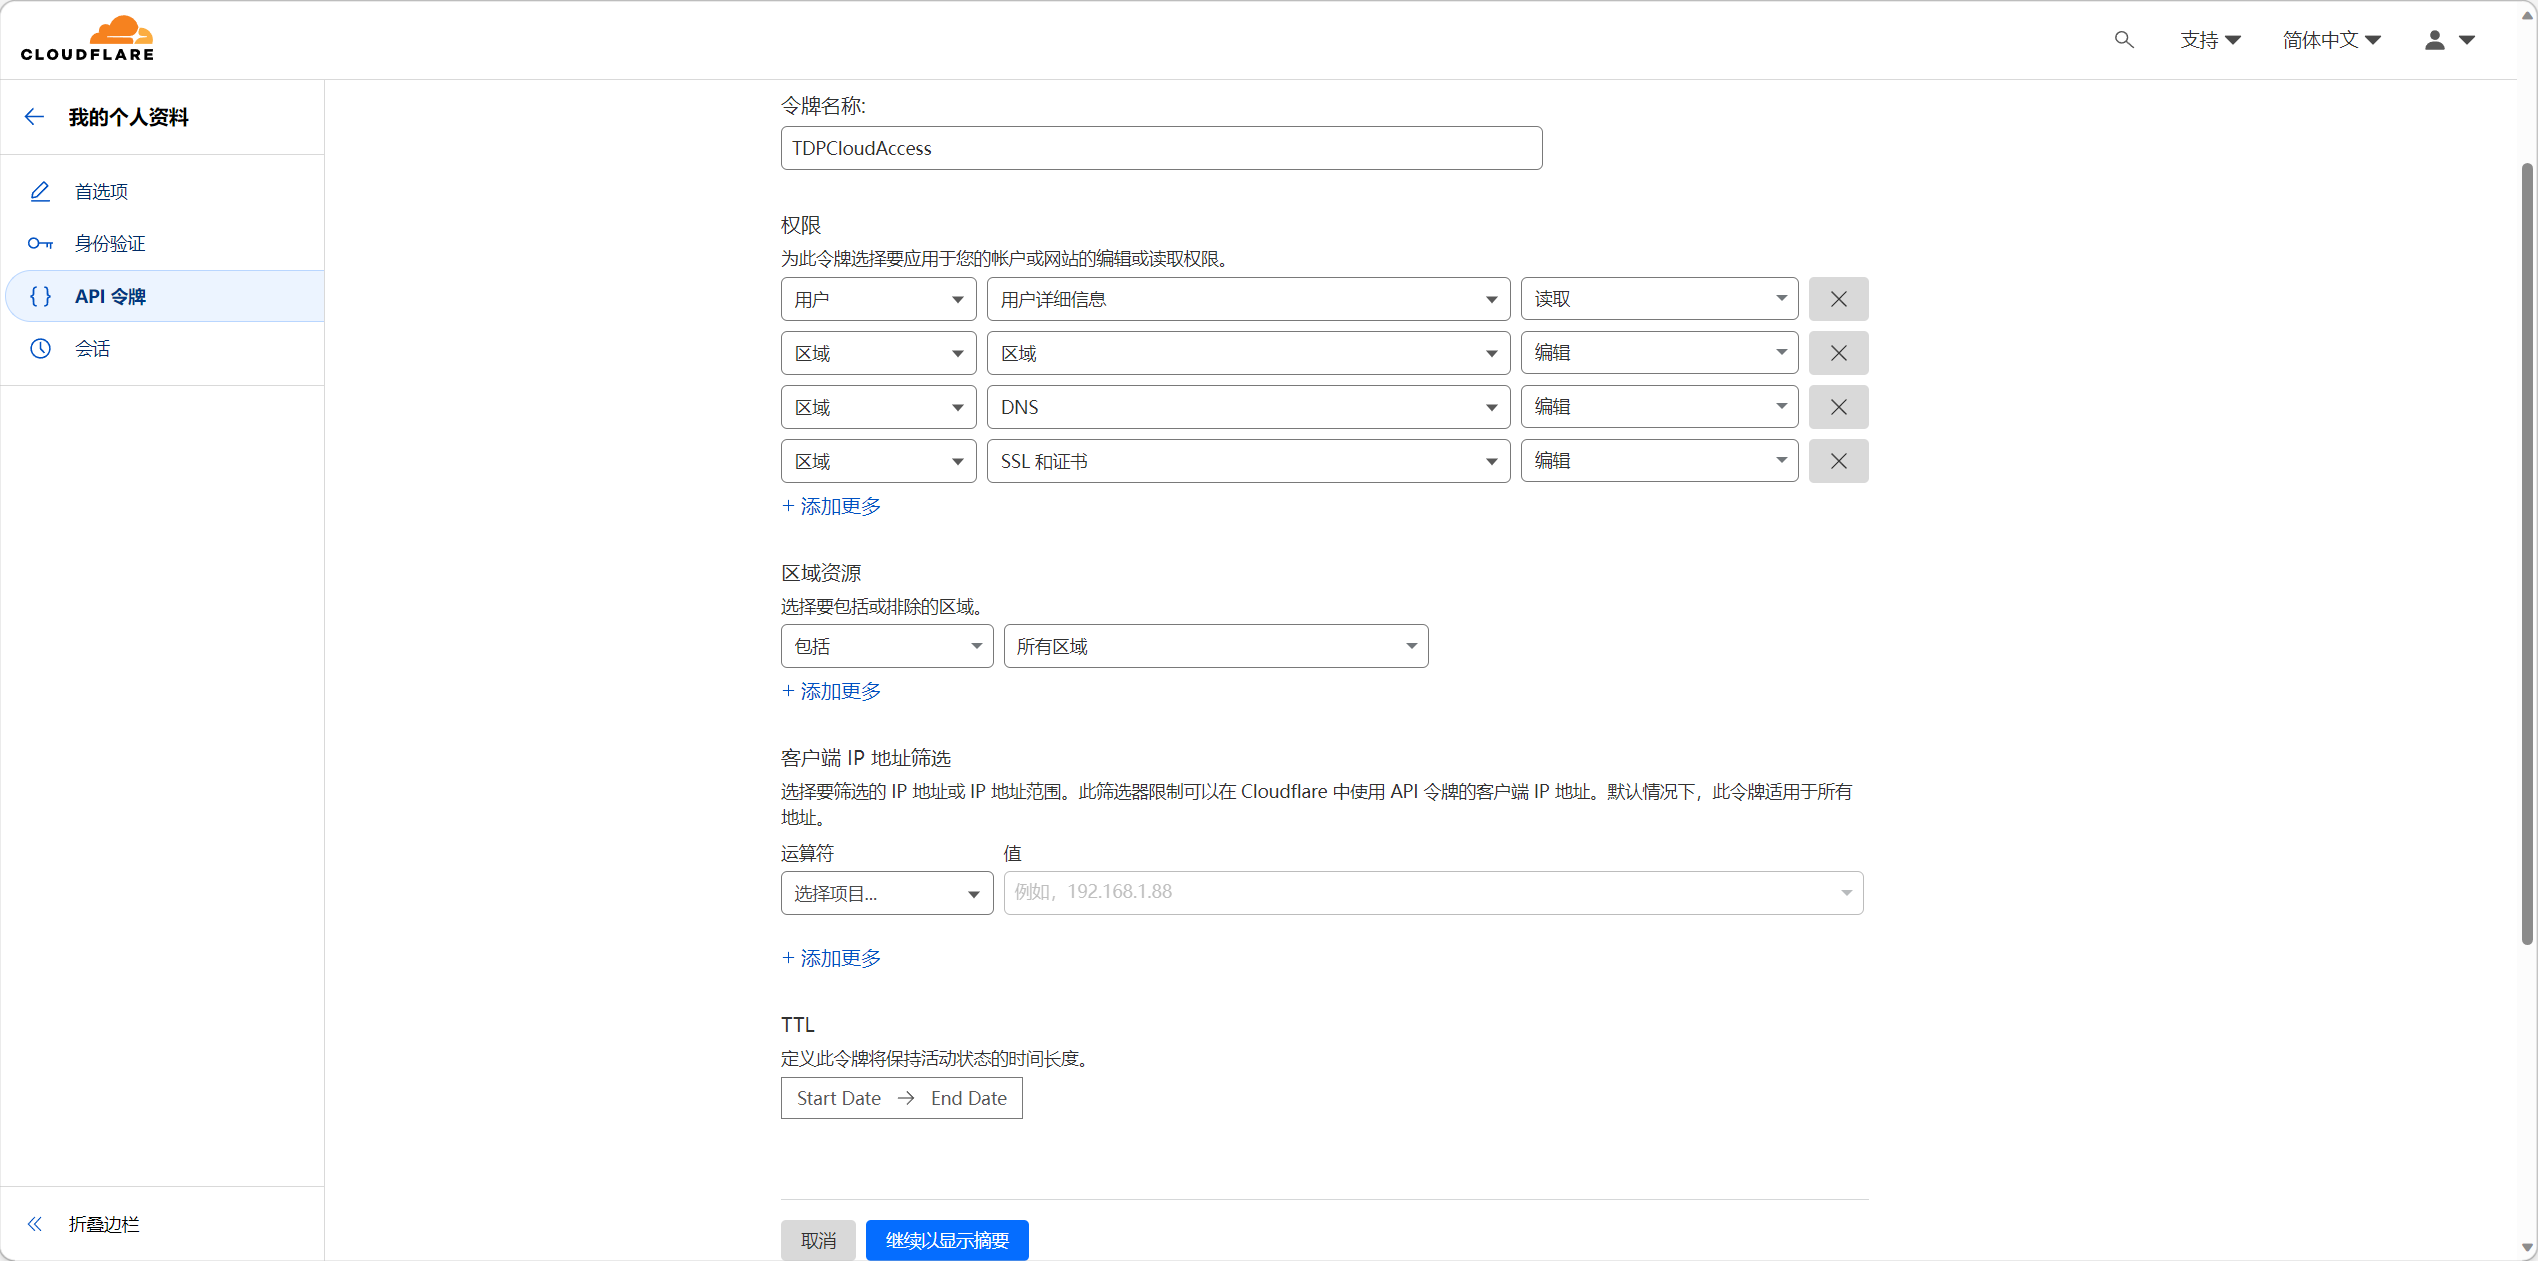 CLOUDFLARE
支持
简体中文
我的个人资料
首选项
身份验证
{ } API 令牌
会话
折叠边栏
令牌名称:
TDPCloudAccess
权限
为此令牌选择要应用于您的帐户或网站的编辑或读取权限。
用户 用户详细信息 读取
区域 区域 编辑
区域 DNS 编辑
区域 SSL 和证书 编辑
+ 添加更多
区域资源
选择要包括或排除的区域。
包括 所有区域
+ 添加更多
客户端 IP 地址筛选
选择要筛选的 IP 地址或 IP 地址范围。此筛选器限制可以在 Cloudflare 中使用 API 令牌的客户端 IP 地址。默认情况下，此令牌适用于所有
地址。
运算符 值
选择项目... 例如，192.168.1.88
+ 添加更多
TTL
定义此令牌将保持活动状态的时间长度。
Start Date → End Date
取消 继续以显示摘要